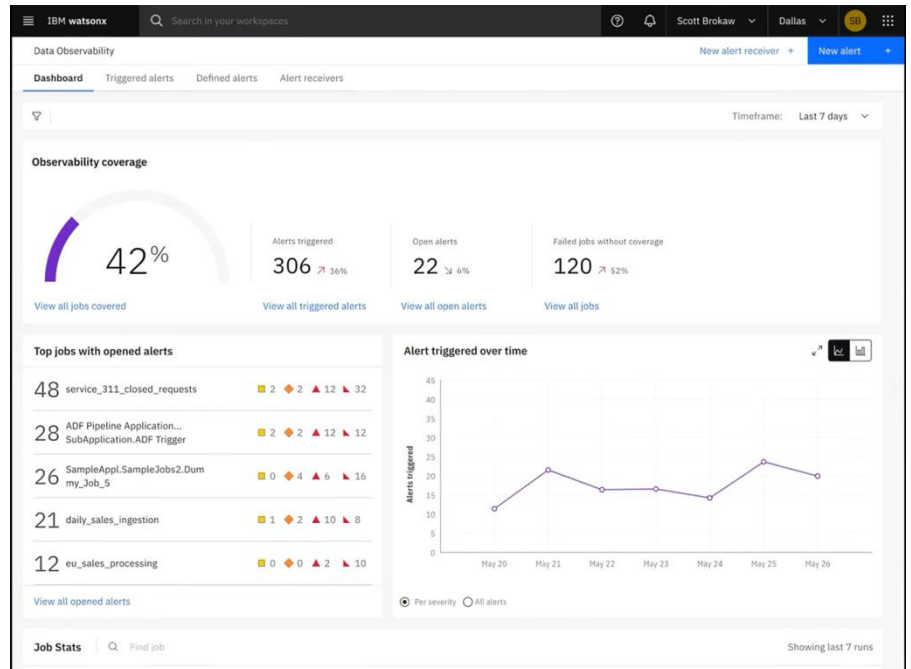 IBM watsonx
Search in your workspaces
Scott Brokaw
Dallas
SB
Data Observability
New alert receiver +
New alert +
Dashboard
Triggered alerts
Defined alerts
Alert receivers
Timeframe: Last 7 days
Observability coverage
42%
View all jobs covered
Alerts triggered
306 ↗ 36%
View all triggered alerts
Open alerts
22 ↘ 6%
View all open alerts
Failed jobs without coverage
120 ↗ 52%
View all jobs
Top jobs with opened alerts
48 service_311_closed_requests 2 2 12 32
28 ADF Pipeline Application...
SubApplication.ADF Trigger 2 2 12 12
26 SampleAppl.SampleJobs2.Dum
my_Job_5 0 4 6 16
21 daily_sales_ingestion 1 2 10 8
12 eu_sales_processing 0 0 2 10
View all opened alerts
Alert triggered over time
Alerts triggered
45
40
35
30
25
20
15
10
5
0
May 20 May 21 May 22 May 23 May 24 May 25 May 26
Per severity All alerts
Job Stats
Find job
Showing last 7 runs